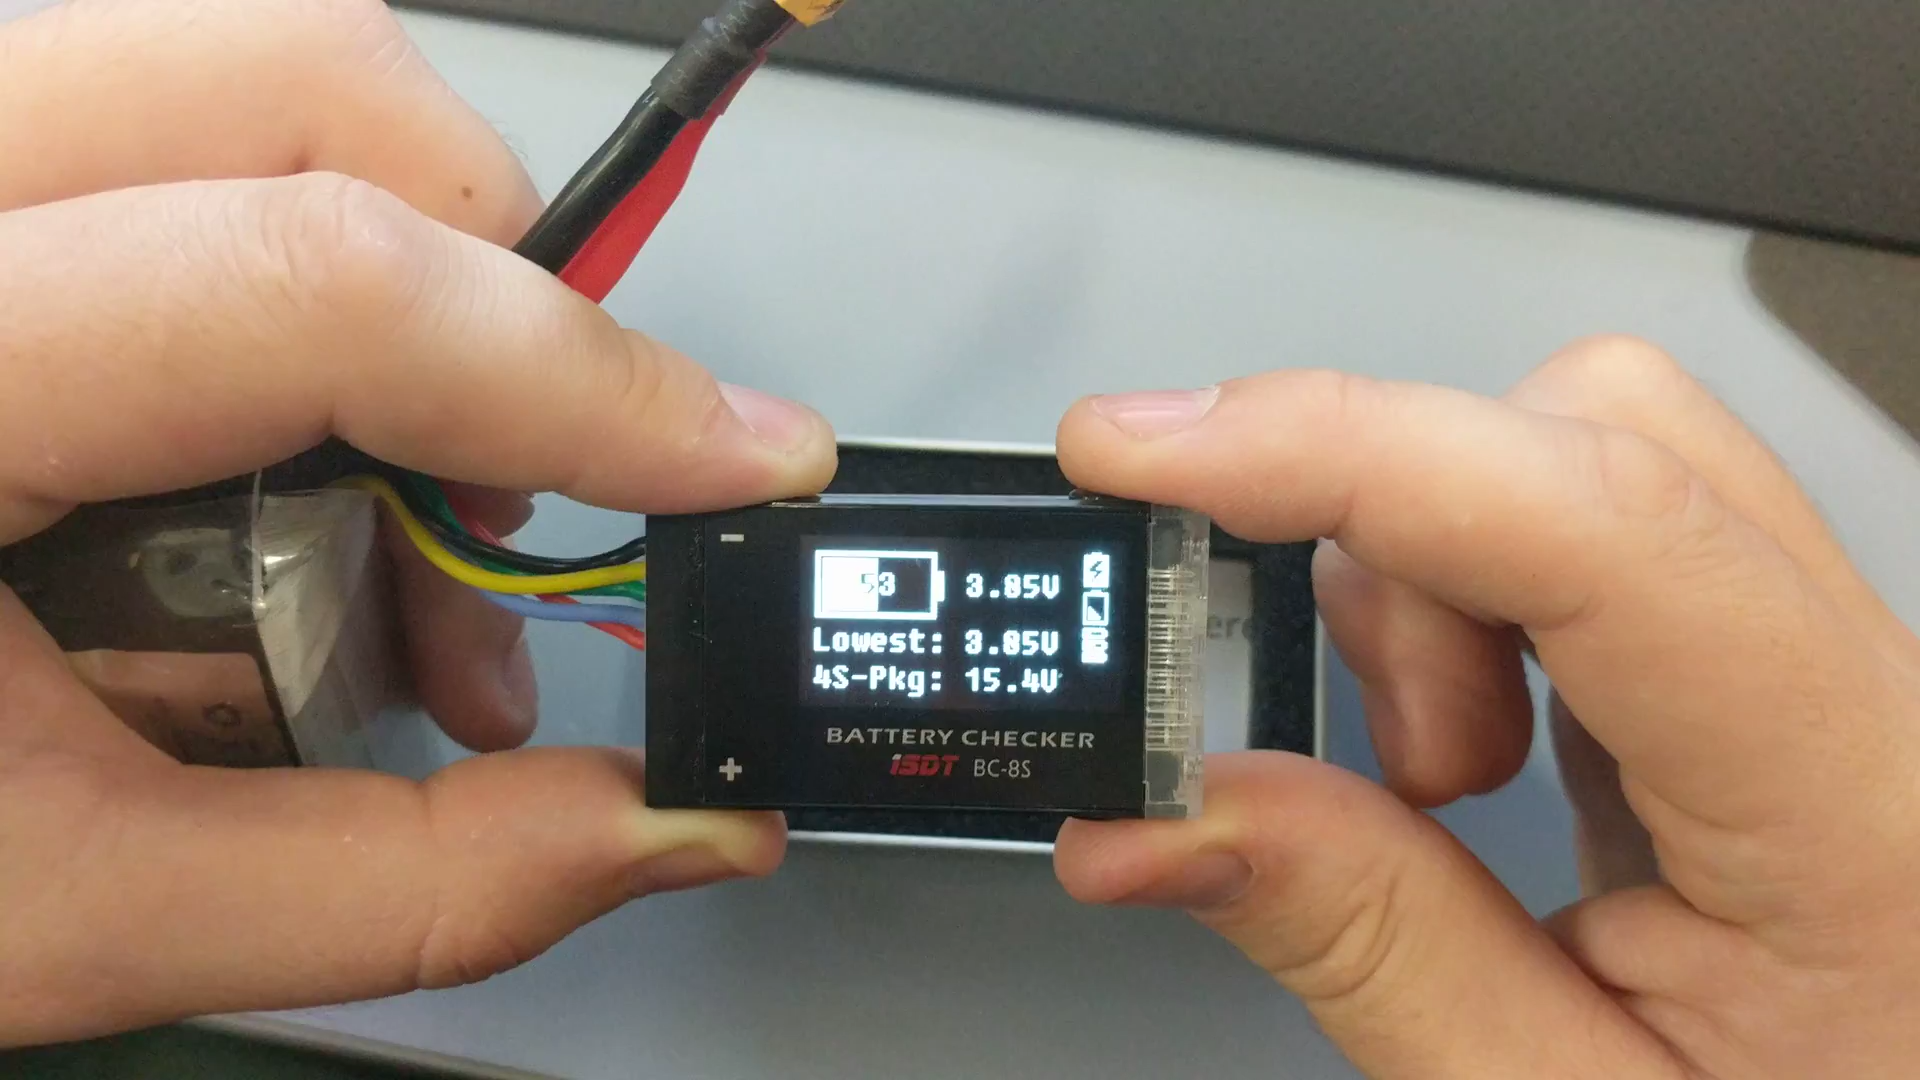 -
53 3.85V
Lowest: 3.85V
4S-Pkg: 15.4V
BATTERY CHECKER
+
iSDT BC-8S